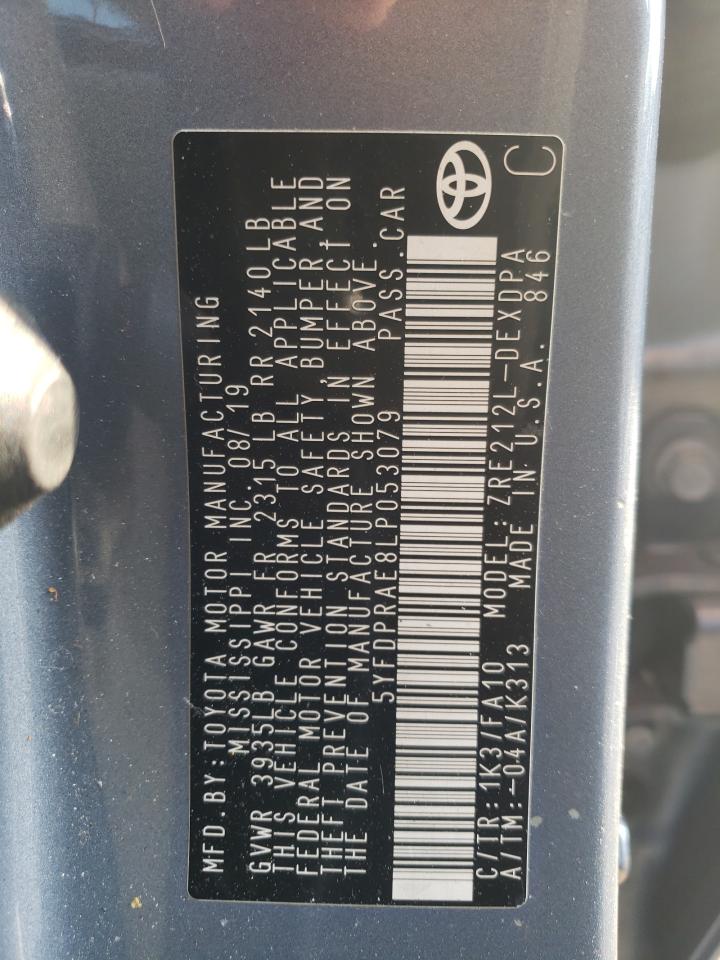 MFD.BY:TOYOTA MOTOR MANUFACTURING
MISSISSIPPI INC. 08/19
GVWR 3935LB GAWR FR 2315 LB RR 2140LB
THIS VEHICLE CONFORMS TO ALL APPLICABLE
FEDERAL MOTOR VEHICLE SAFETY, BUMPER AND
THEFT PREVENTION STANDARDS IN EFFECT ON
THE DATE OF MANUFACTURE SHOWN ABOVE.
5YFDPRAE8LP053079 PASS.CAR
C/TR:1K3/FA10 MODEL:ZRE212L-DEXDPA
A/TM:-04A/K313 MADE IN U.S.A. 846 C